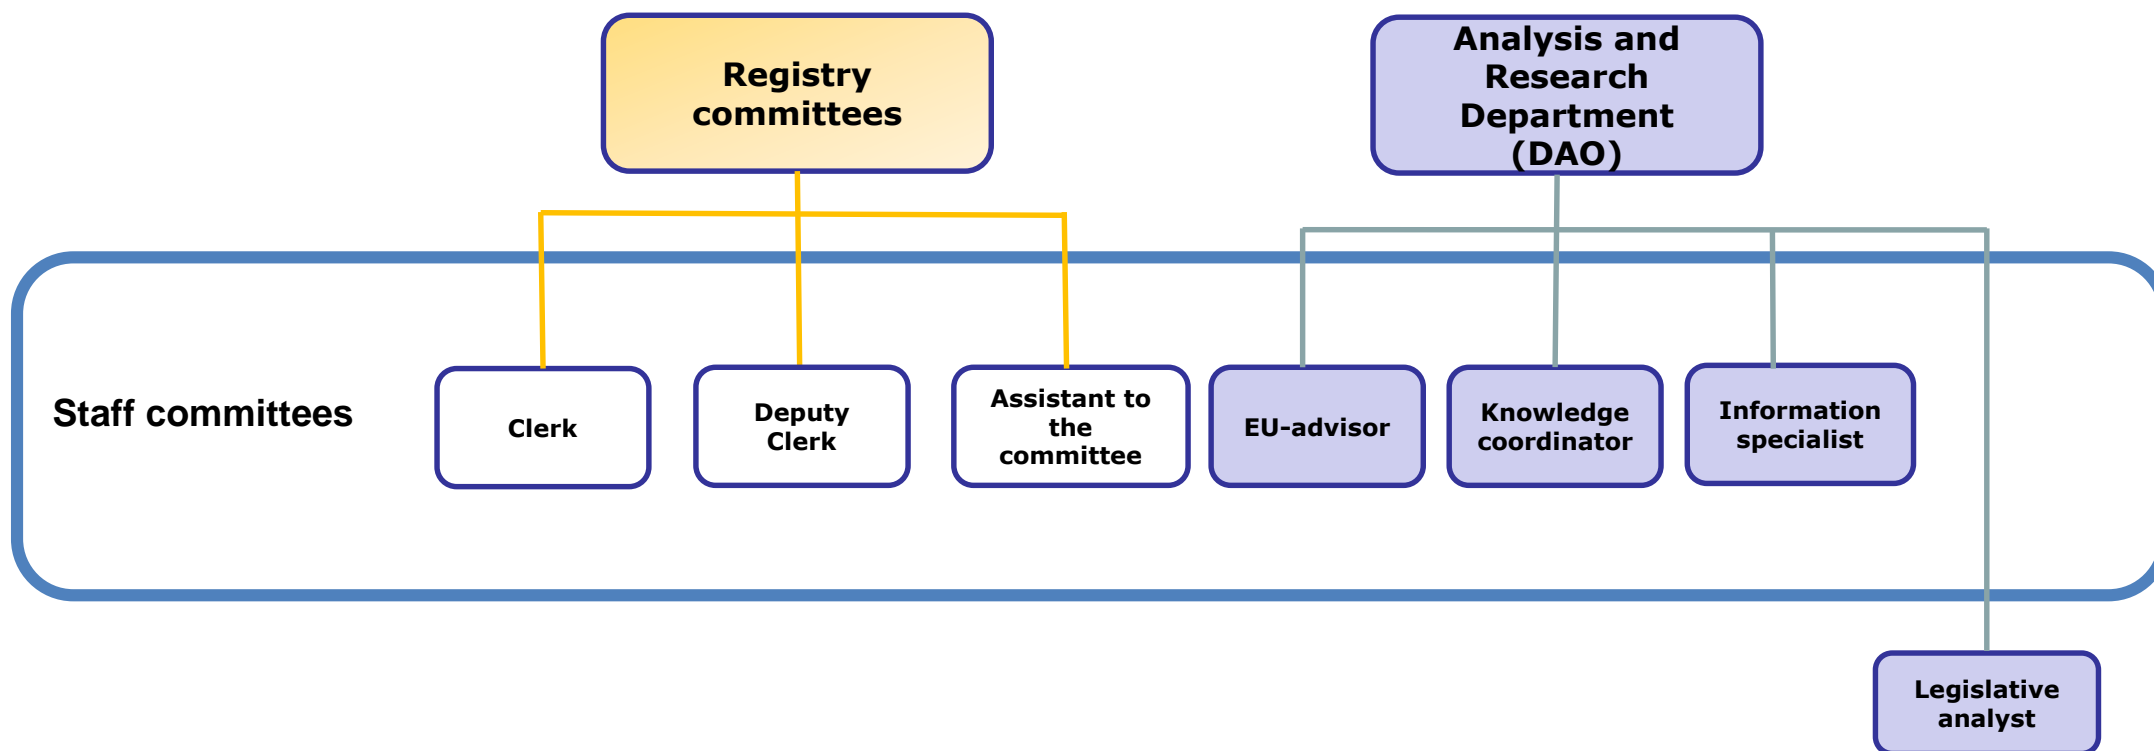 Registry
committees
Analysis and
Research
Department
(DAO)
Staff committees
Clerk
Deputy
Clerk
Assistant to
the
committee
EU-advisor
Knowledge
coordinator
Information
specialist
Legislative
analyst